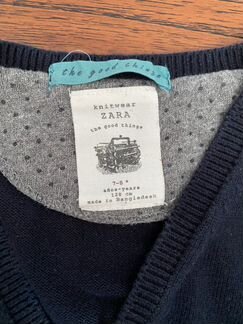 the good things
knitwear
ZARA
the good things
7-8 *
años-years
128 cm
made in Bangladesh